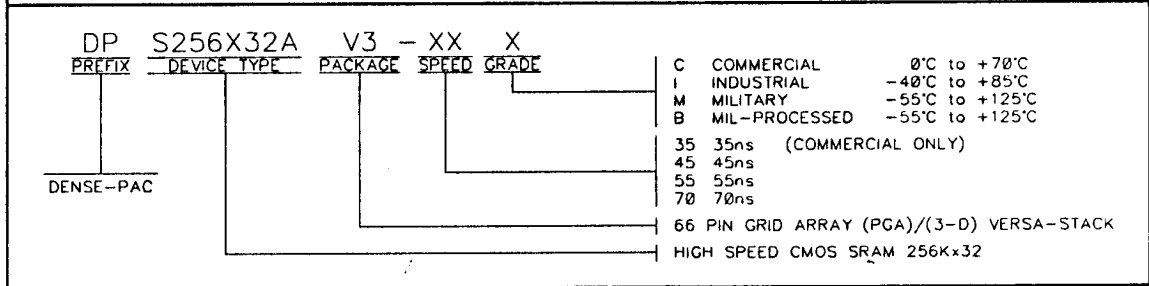 DP S256X32A V3 - XX X
PREFIX DEVICE TYPE PACKAGE SPEED GRADE
C COMMERCIAL 0°C to +70°C
I INDUSTRIAL -40°C to +85°C
M MILITARY -55°C to +125°C
B MIL-PROCESSED -55°C to +125°C
35 35ns (COMMERCIAL ONLY)
45 45ns
55 55ns
70 70ns
DENSE-PAC
66 PIN GRID ARRAY (PGA)/(3-D) VERSA-STACK
HIGH SPEED CMOS SRAM 256Kx32